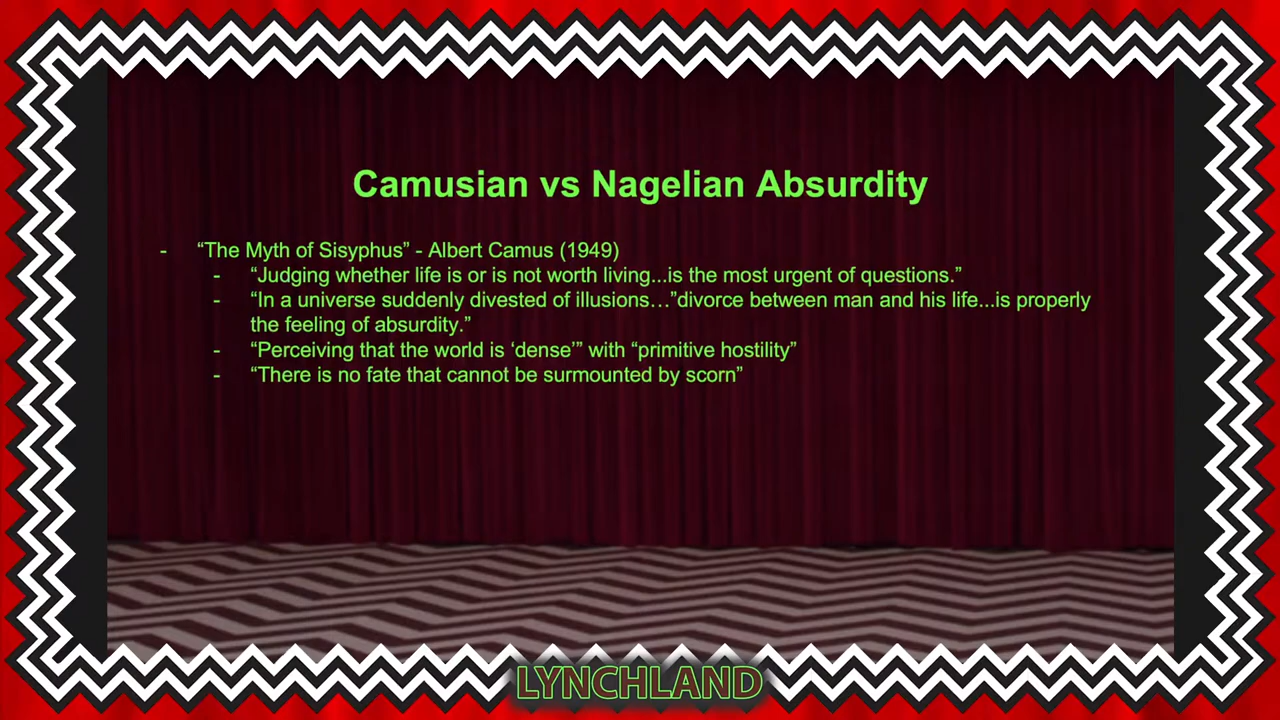 Camusian vs Nagelian Absurdity
- “The Myth of Sisyphus” - Albert Camus (1949)
- “Judging whether life is or is not worth living...is the most urgent of questions.”
- “In a universe suddenly divested of illusions…”divorce between man and his life...is properly
the feeling of absurdity.”
- “Perceiving that the world is ‘dense’” with “primitive hostility”
- “There is no fate that cannot be surmounted by scorn”
LYNCHLAND